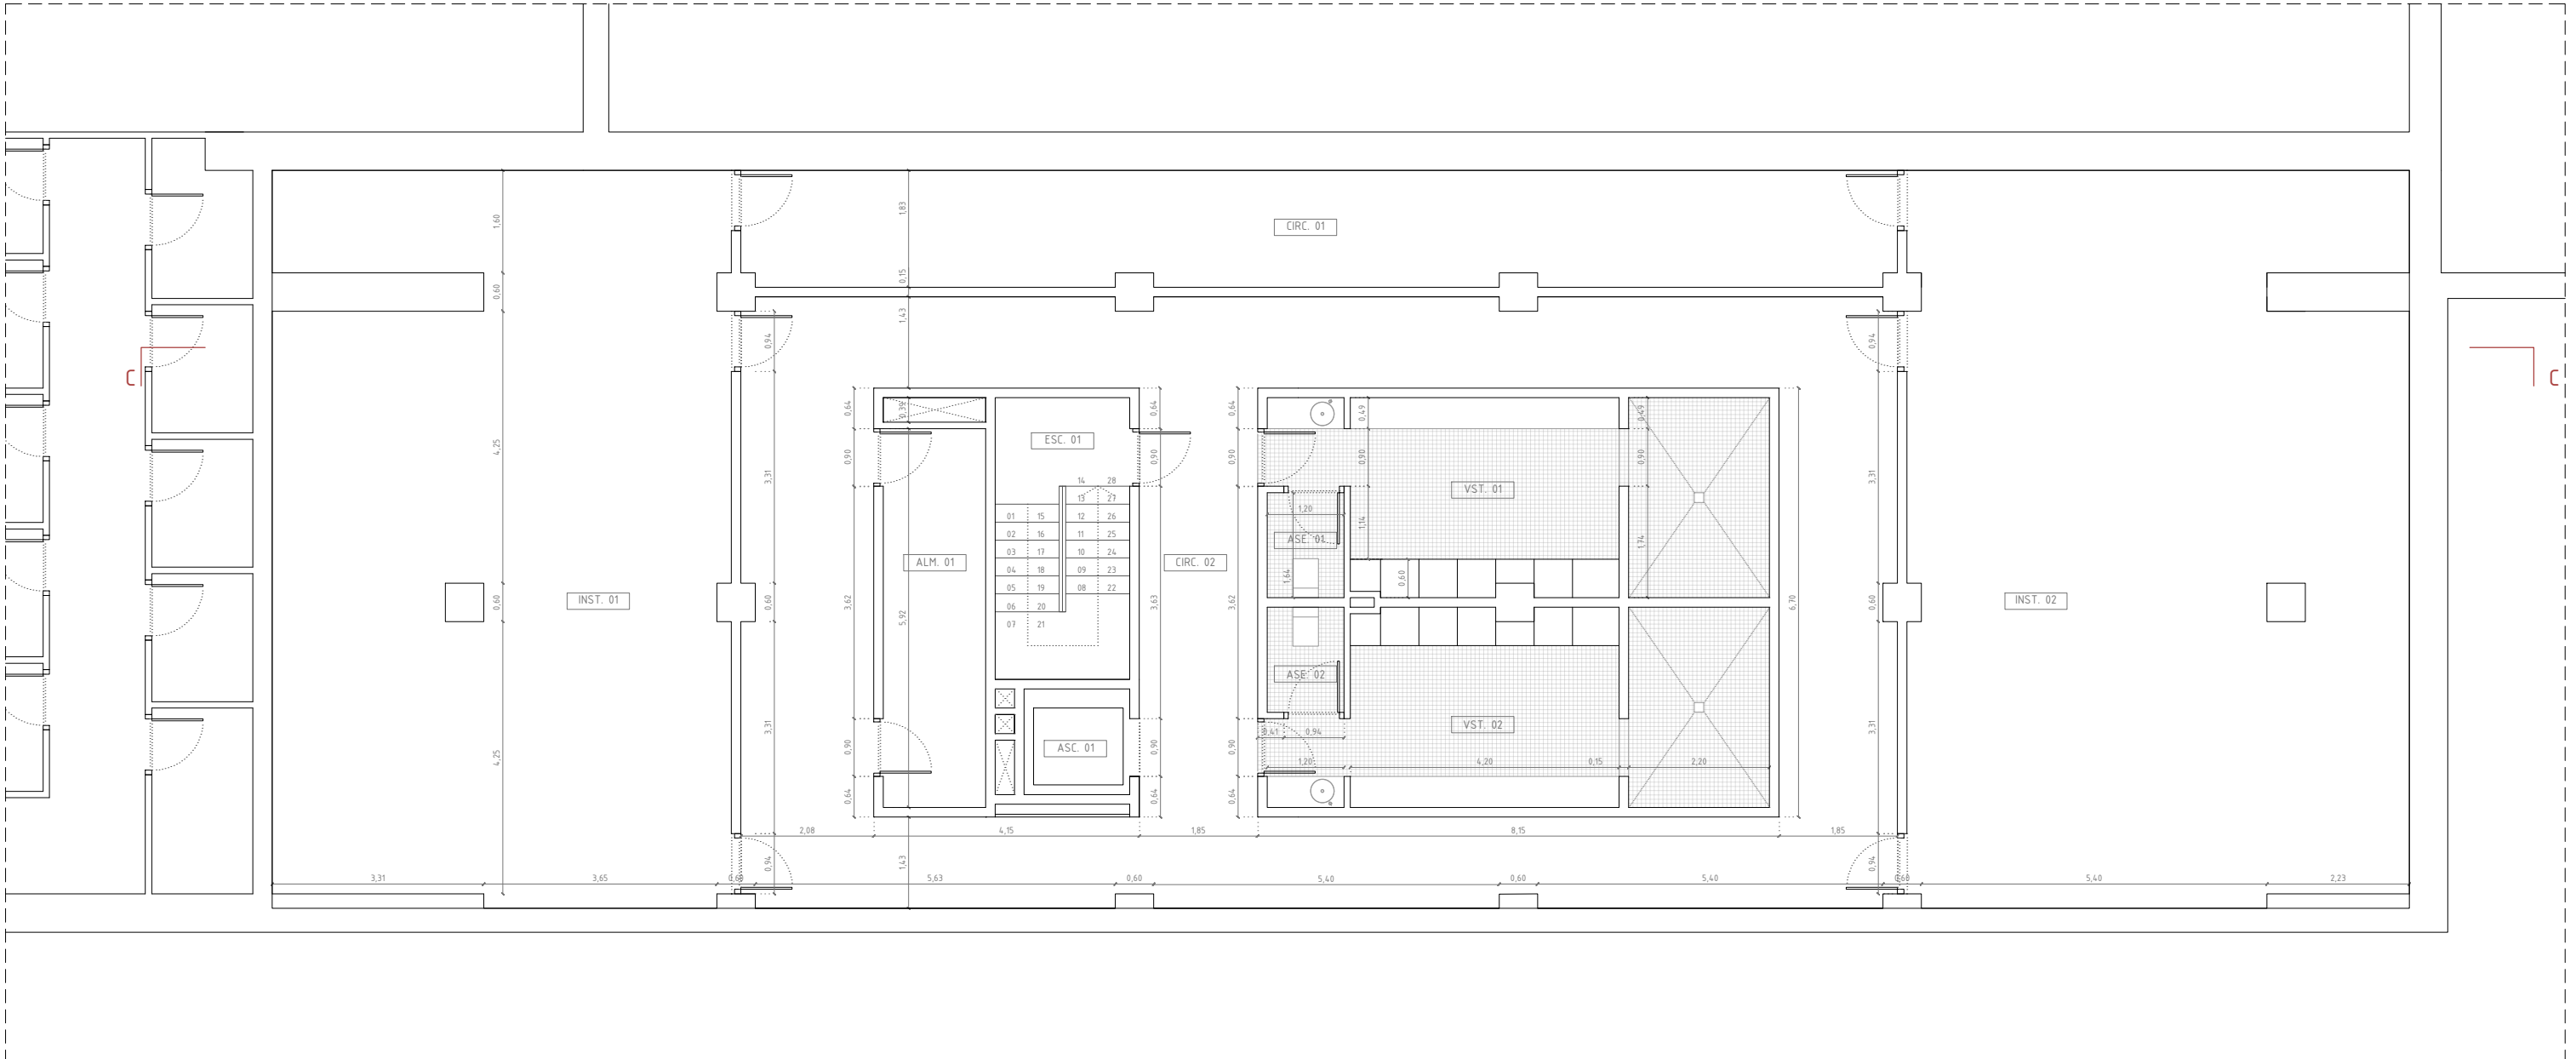 CIRC. 01
1,60
1,83
0,60
0,15
1,43
0,94
0,94
C
C
0,64
0,39
0,64
0,64
0,49
0,49
ESC. 01
4,25
3,31
0,90
0,90
0,90
0,90
0,90
3,31
VST. 01
14 28
13 27
01 15 12 26
02 16 11 25
03 17 10 24
04 18 09 23
05 19 08 22
06 20
07 21
1,20
1,14
ASE. 01
1,74
ALM. 01
CIRC. 02
1,64
0,60
INST. 01
INST. 02
0,60
0,60
3,62
5,92
3,63
3,62
6,70
0,60
ASE. 02
VST. 02
0,41 0,94
4,25
3,31
0,90
ASC. 01
0,90
0,90
3,31
1,20 4,20 0,15 2,20
0,64
0,64
0,64
2,08 4,15 1,85 8,15 1,85
0,94
1,43
0,94
3,31 3,65 0,60 5,63 0,60 5,40 0,60 5,40 0,60 5,40 2,23